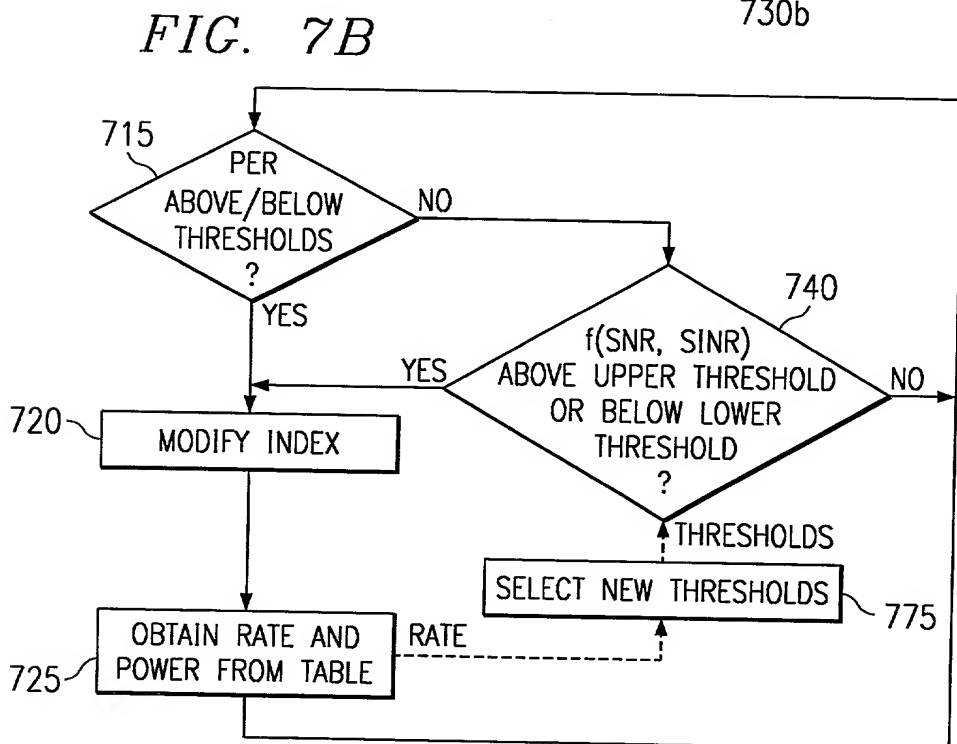 730b
FIG. 7B
715
PER
ABOVE/BELOW
THRESHOLDS
?
NO
YES
740
f(SNR, SINR)
ABOVE UPPER THRESHOLD
OR BELOW LOWER
THRESHOLD
?
YES
NO
720
MODIFY INDEX
THRESHOLDS
SELECT NEW THRESHOLDS
775
OBTAIN RATE AND
POWER FROM TABLE
RATE
725